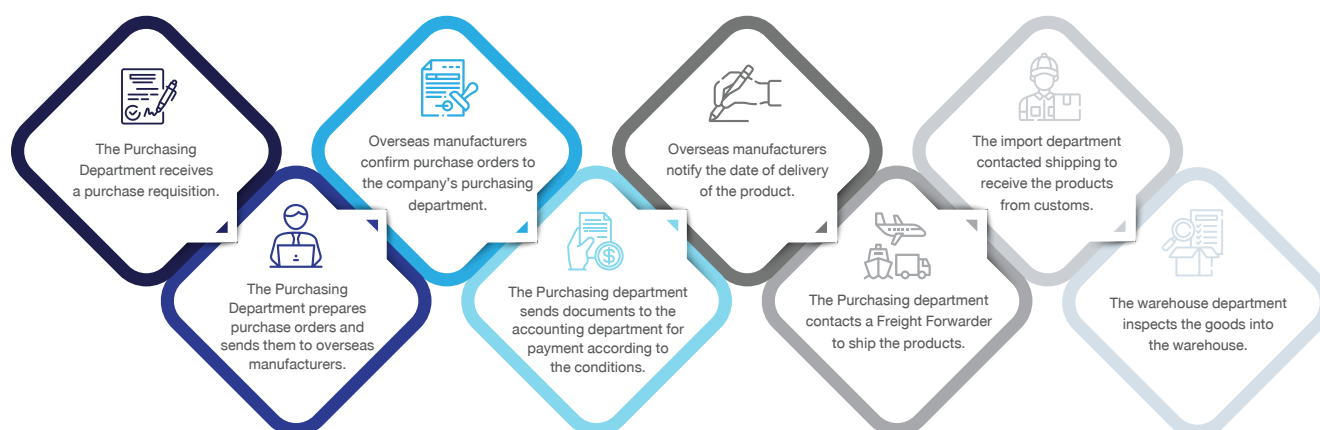 The Purchasing
Department receives
a purchase requisition.
The Purchasing
Department prepares
purchase orders and
sends them to overseas
manufacturers.
Overseas manufacturers
confirm purchase orders to
the company's purchasing
department.
The Purchasing department
sends documents to the
accounting department for
payment according to
the conditions.
Overseas manufacturers
notify the date of delivery
of the product.
The Purchasing department
contacts a Freight Forwarder
to ship the products.
The import department
contacted shipping to
receive the products
from customs.
The warehouse department
inspects the goods into
the warehouse.